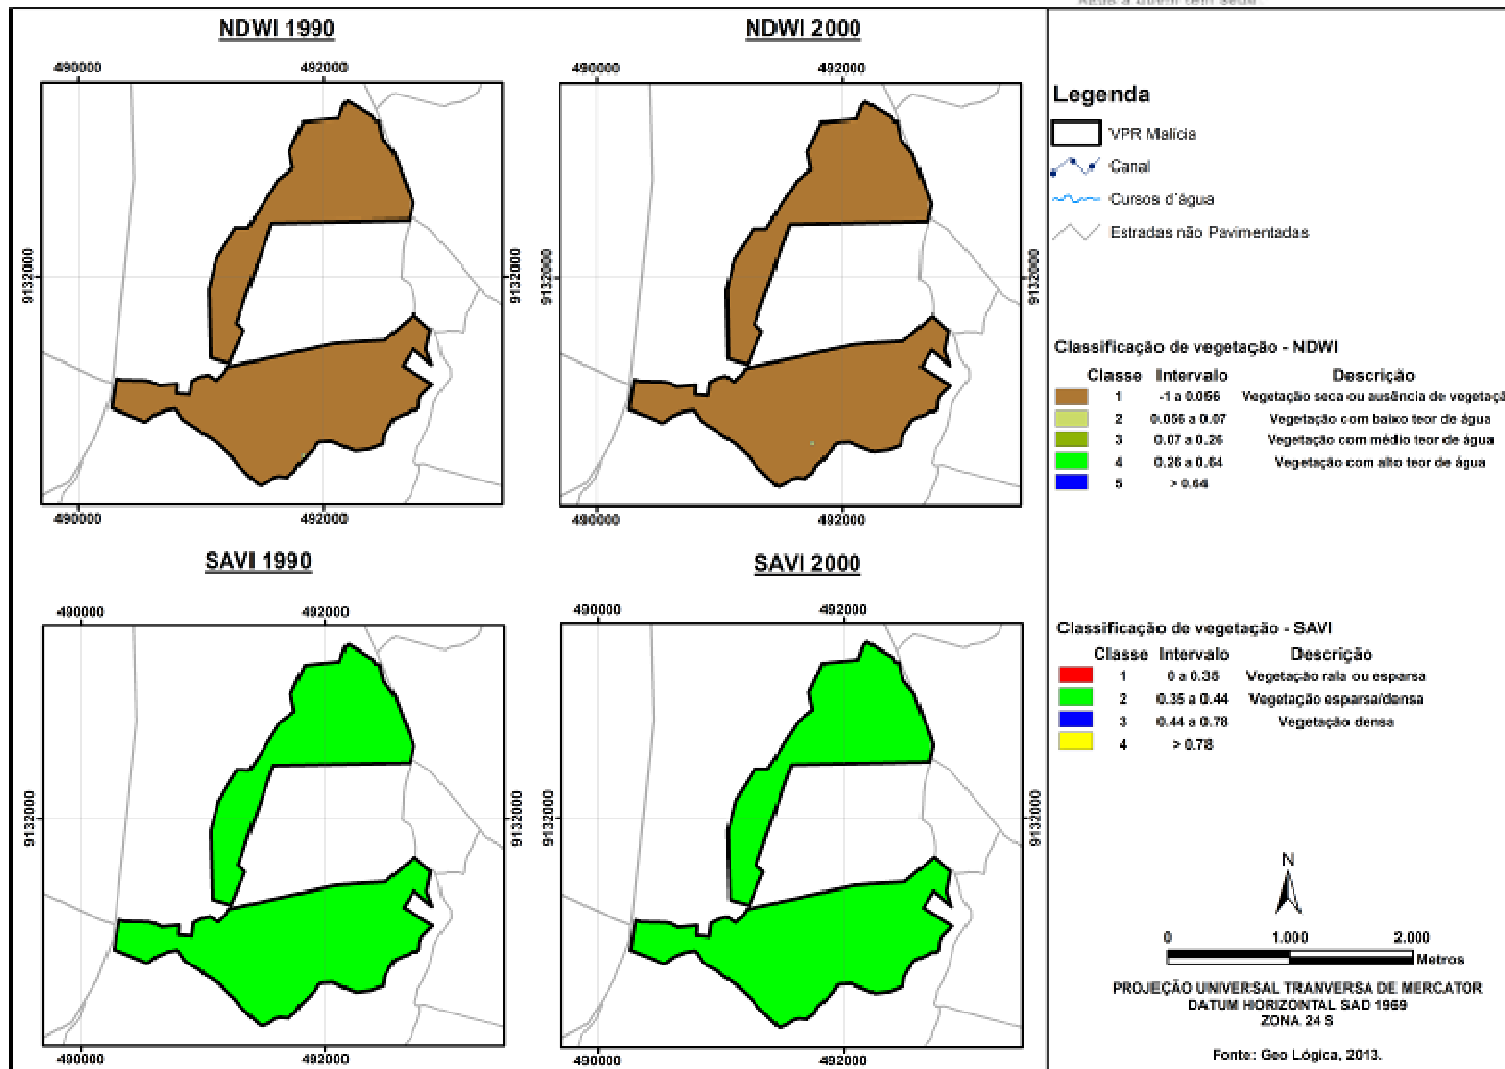 NDWI 1990
NDWI 2000
490000
492000
490000
492000
9132000
9132000
9132000
9132000
490000
492000
490000
492000
SAVI 1990
SAVI 2000
490000
492000
490000
492000
9132000
9132000
9132000
9132000
490000
492000
490000
492000
Legenda
VPR Malícia
Canal
Cursos d'água
Estradas não Pavimentadas
Classificação de vegetação - NDWI
Classe Intervalo Descrição
1 -1 a 0.056 Vegetação seca ou ausência de vegetaçã
2 0.056 a 0.07 Vegetação com baixo teor de água
3 0.07 a 0.26 Vegetação com médio teor de água
4 0.26 a 0.64 Vegetação com alto teor de água
5 > 0.64
Classificação de vegetação - SAVI
Classe Intervalo Descrição
1 0 a 0.35 Vegetação rala ou esparsa
2 0.35 a 0.44 Vegetação esparsa/densa
3 0.44 a 0.78 Vegetação densa
4 > 0.78
N
0 1.000 2.000
Metros
PROJEÇÃO UNIVERSAL TRANVERSA DE MERCATOR
DATUM HORIZOINTAL SAD 1969
ZONA 24 S
Fonte: Geo Lógica, 2013.